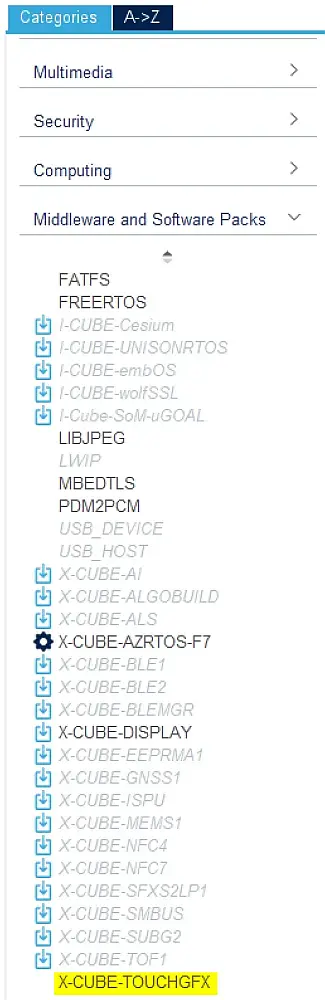 Categories A->Z
Multimedia
Security
Computing
Middleware and Software Packs
FATFS
FREERTOS
I-CUBE-Cesium
I-CUBE-UNISONRTOS
I-CUBE-embOS
I-CUBE-wolfSSL
I-Cube-SoM-uGOAL
LIBJPEG
LWIP
MBEDTLS
PDM2PCM
USB_DEVICE
USB_HOST
X-CUBE-AI
X-CUBE-ALGOBUILD
X-CUBE-ALS
X-CUBE-AZRTOS-F7
X-CUBE-BLE1
X-CUBE-BLE2
X-CUBE-BLEMGR
X-CUBE-DISPLAY
X-CUBE-EEPRMA1
X-CUBE-GNSS1
X-CUBE-ISPU
X-CUBE-MEMS1
X-CUBE-NFC4
X-CUBE-NFC7
X-CUBE-SFXS2LP1
X-CUBE-SMBUS
X-CUBE-SUBG2
X-CUBE-TOF1
X-CUBE-TOUCHGFX